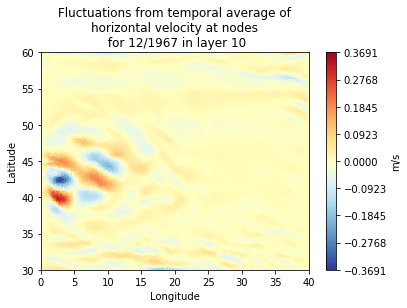 Fluctuations from temporal average of
horizontal velocity at nodes
for 12/1967 in layer 10
60
55
50
45
40
35
30
Latitude
0 5 10 15 20 25 30 35 40
Longitude
0.3691
0.2768
0.1845
0.0923
0.0000
−0.0923
−0.1845
−0.2768
−0.3691
m/s